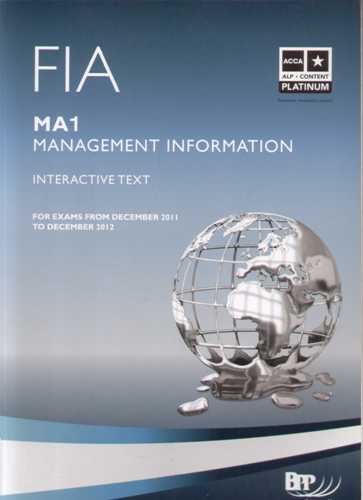 FIA
ACCA
ALP • CONTENT
PLATINUM
MA1
MANAGEMENT INFORMATION
INTERACTIVE TEXT
FOR EXAMS FROM DECEMBER 2011
TO DECEMBER 2012
BPP